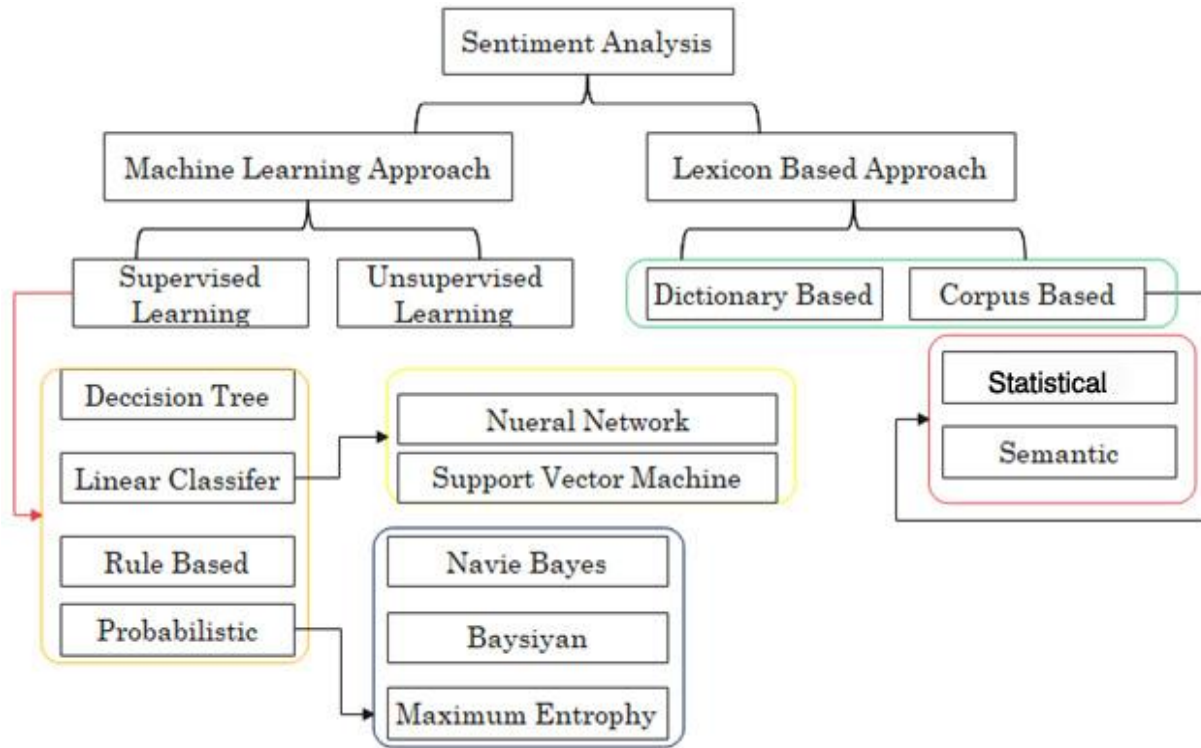 Sentiment Analysis
Machine Learning Approach
Lexicon Based Approach
Supervised
Learning
Unsupervised
Learning
Dictionary Based
Corpus Based
Deccision Tree
Linear Classifer
Rule Based
Probabilistic
Nueral Network
Support Vector Machine
Navie Bayes
Baysiyan
Maximum Entrophy
Statistical
Semantic